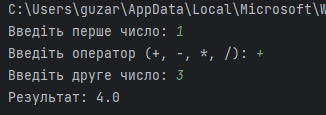 C:\Users\guzar\AppData\Local\Microsoft\W
Введіть перше число: 1
Введіть оператор (+, -, *, /): +
Введіть друге число: 3
Результат: 4.0